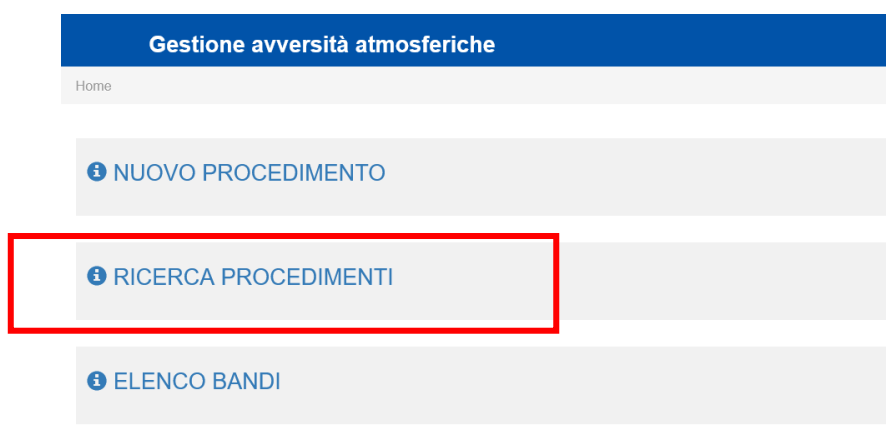 Gestione avversità atmosferiche
Home
NUOVO PROCEDIMENTO
RICERCA PROCEDIMENTI
ELENCO BANDI